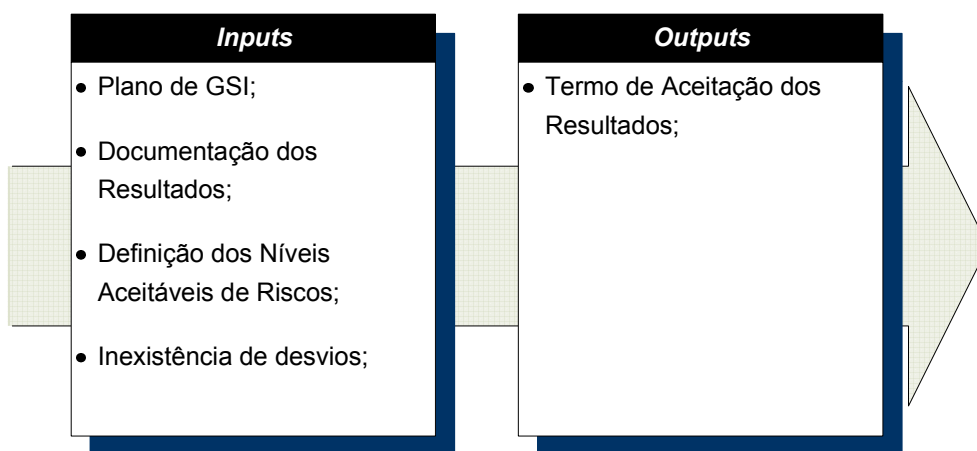 Inputs
• Plano de GSI;
• Documentação dos
Resultados;
• Definição dos Níveis
Aceitáveis de Riscos;
• Inexistência de desvios;
Outputs
• Termo de Aceitação dos
Resultados;